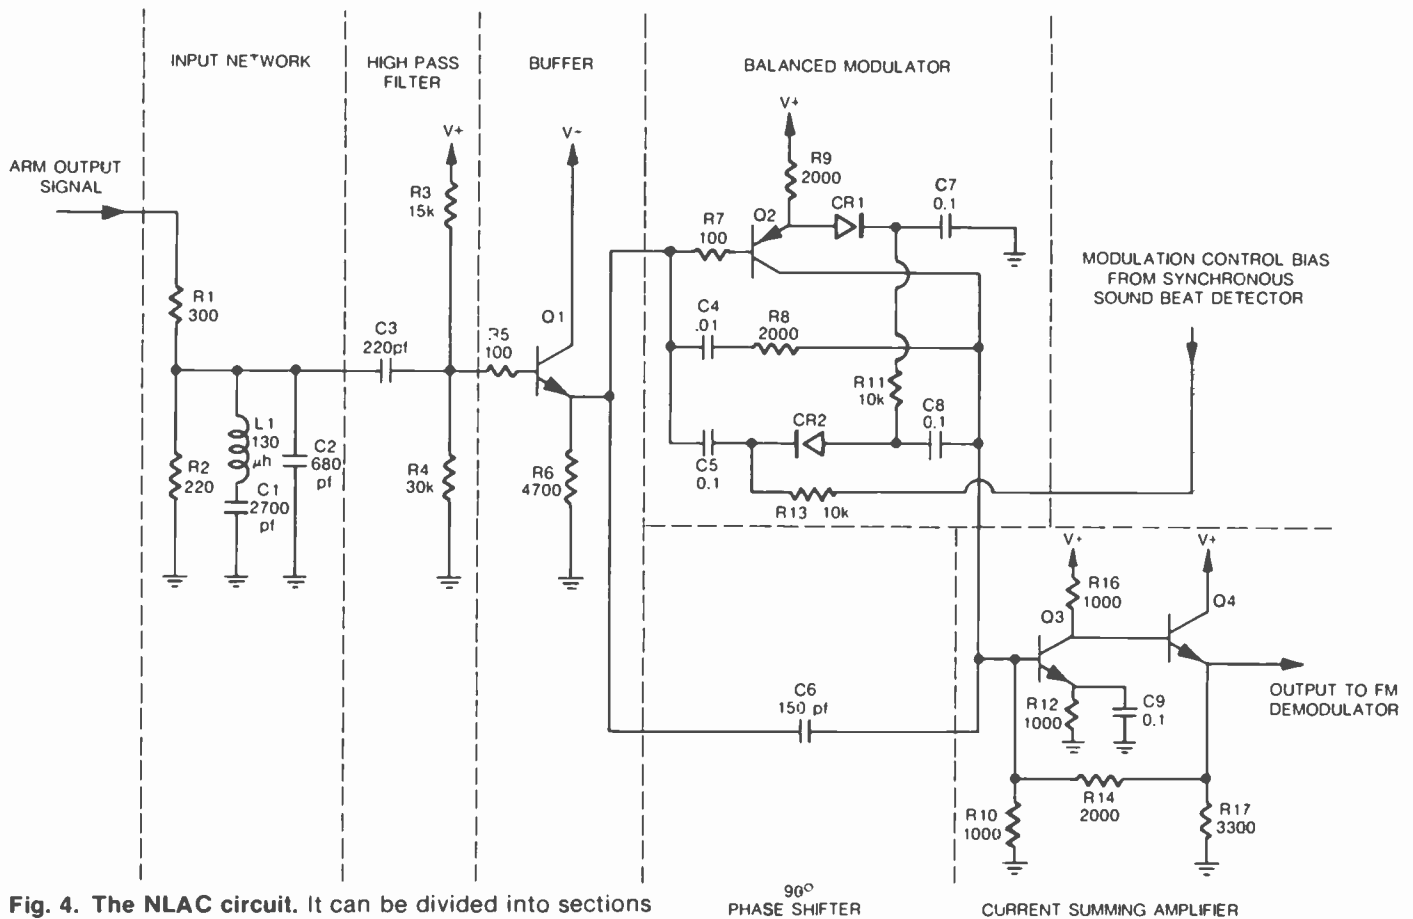 INPUT NETWORK
HIGH PASS
FILTER
BUFFER
BALANCED MODULATOR
ARM OUTPUT
SIGNAL
V+
V-
V+
R3
15k
R9
2000
C7
0.1
CR1
Q2
R7
100
MODULATION CONTROL BIAS
FROM SYNCHRONOUS
SOUND BEAT DETECTOR
R1
300
C3
220pf
R5
100
Q1
C4
.01
R8
2000
R11
10k
C8
0.1
CR2
C5
0.1
R13 10k
R2
220
L1
130
μh
C1
2700
pf
C2
680
pf
R4
30k
R6
4700
V+
V+
R16
1000
Q3
Q4
R12
1000
C9
0.1
OUTPUT TO FM
DEMODULATOR
C6
150 pf
R14
2000
R10
1000
R17
3300
90°
PHASE SHIFTER
CURRENT SUMMING AMPLIFIER
Fig. 4. The NLAC circuit. It can be divided into sections